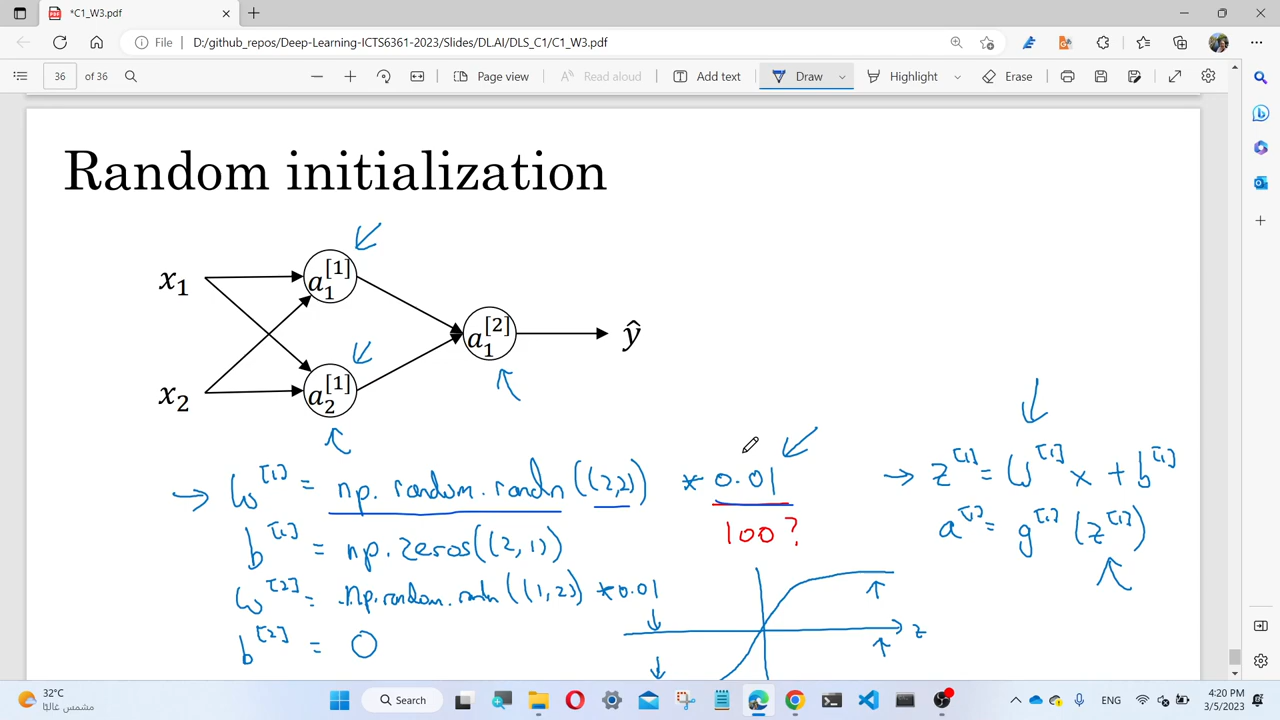 *C1_W3.pdf
File D:/github_repos/Deep-Learning-ICTS6361-2023/Slides/DL.AI/DLS_C1/C1_W3.pdf
36 of 36 Page view Read aloud Add text Draw Highlight Erase
Random initialization
x₁ a₁^[1]
a₁^[2] ŷ
x₂ a₂^[1]
→ W^[1] = np.random.randn((2,2)) * 0.01 → z^[1] = W^[1] x + b^[1]
100? a^[1] = g^[1](z^[1])
b^[1] = np.zeros((2,1))
W^[2] = np.random.randn((1,2)) * 0.01
z
b^[2] = 0
32°C Search ENG 4:20 PM
مشمس غالبًا 3/5/2023